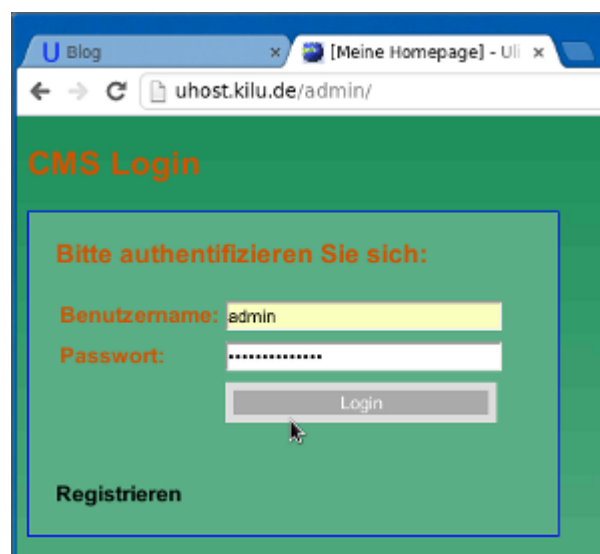 U Blog
[Meine Homepage] - Uli
uhost.kilu.de/admin/
CMS Login
Bitte authentifizieren Sie sich:
Benutzername: admin
Passwort: ••••••••••••••
Login
Registrieren